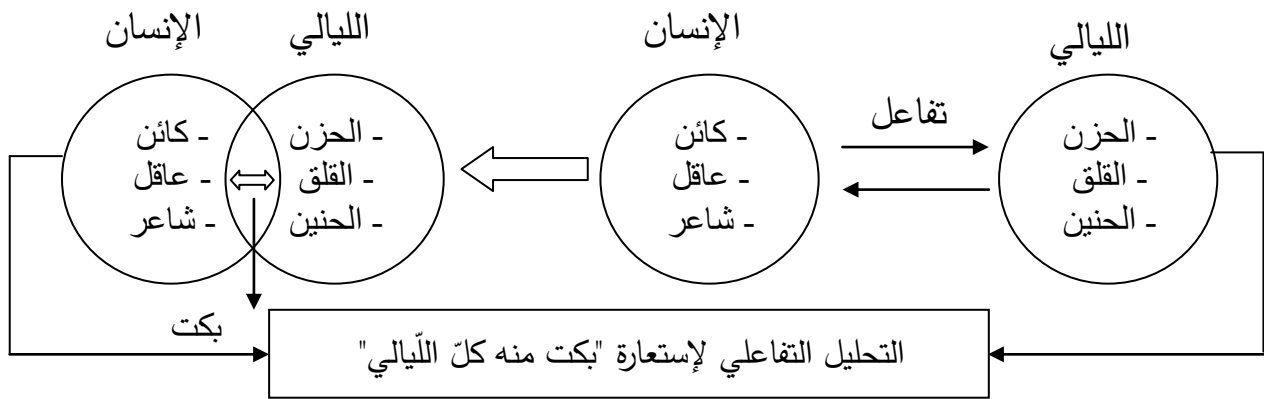 الليالي
الإنسان
الليالي
الإنسان
- الحزن
- القلق
- الحنين
تفاعل
- كائن
- عاقل
- شاعر
- الحزن
- القلق
- الحنين
- كائن
- عاقل
- شاعر
بكت
التحليل التفاعلي لإستعارة "بكت منه كلّ اللّيالي"